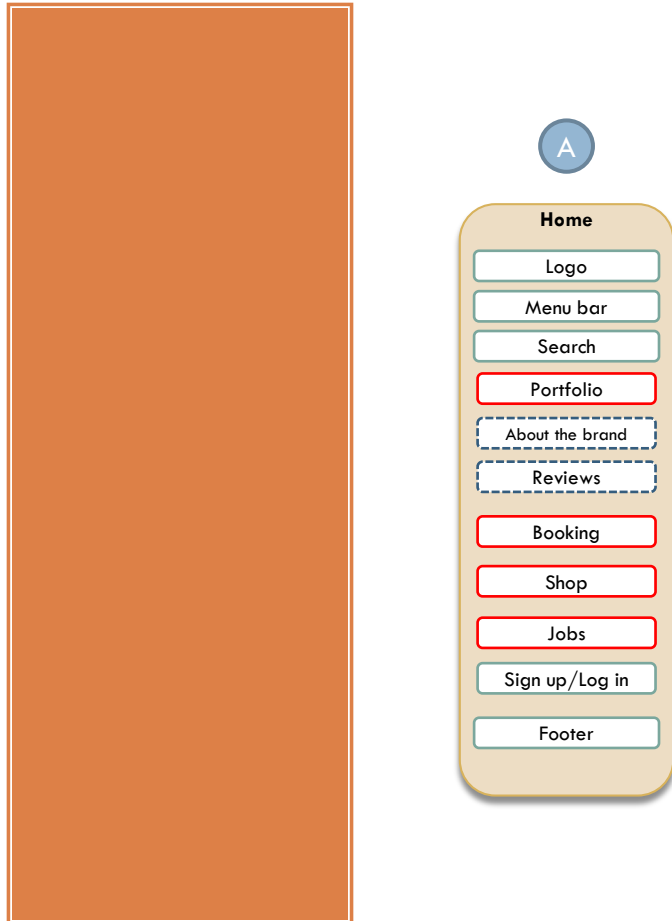 A
Home
Logo
Menu bar
Search
Portfolio
About the brand
Reviews
Booking
Shop
Jobs
Sign up/Log in
Footer